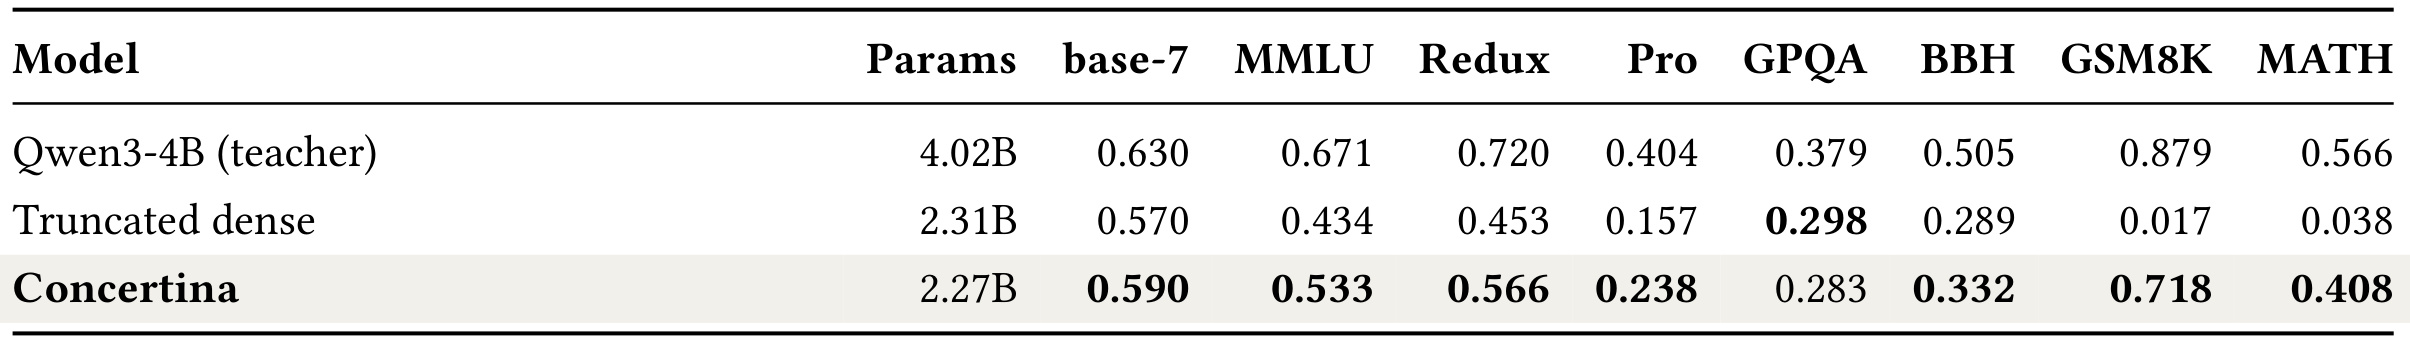 Model Params base-7 MMLU Redux Pro GPQA BBH GSM8K MATH
Qwen3-4B (teacher) 4.02B 0.630 0.671 0.720 0.404 0.379 0.505 0.879 0.566
Truncated dense 2.31B 0.570 0.434 0.453 0.157 0.298 0.289 0.017 0.038
Concertina 2.27B 0.590 0.533 0.566 0.238 0.283 0.332 0.718 0.408